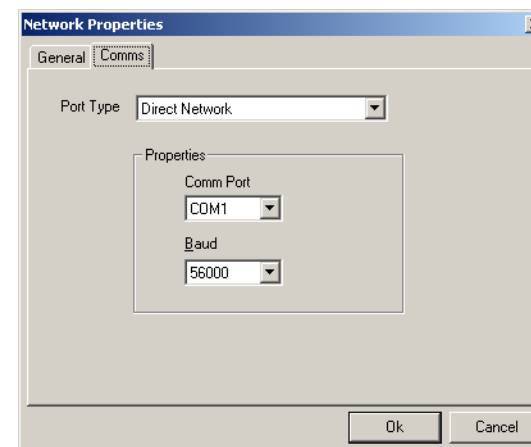 Network Properties
General Comms
Port Type Direct Network
Properties
Comm Port
COM1
Baud
56000
Ok Cancel